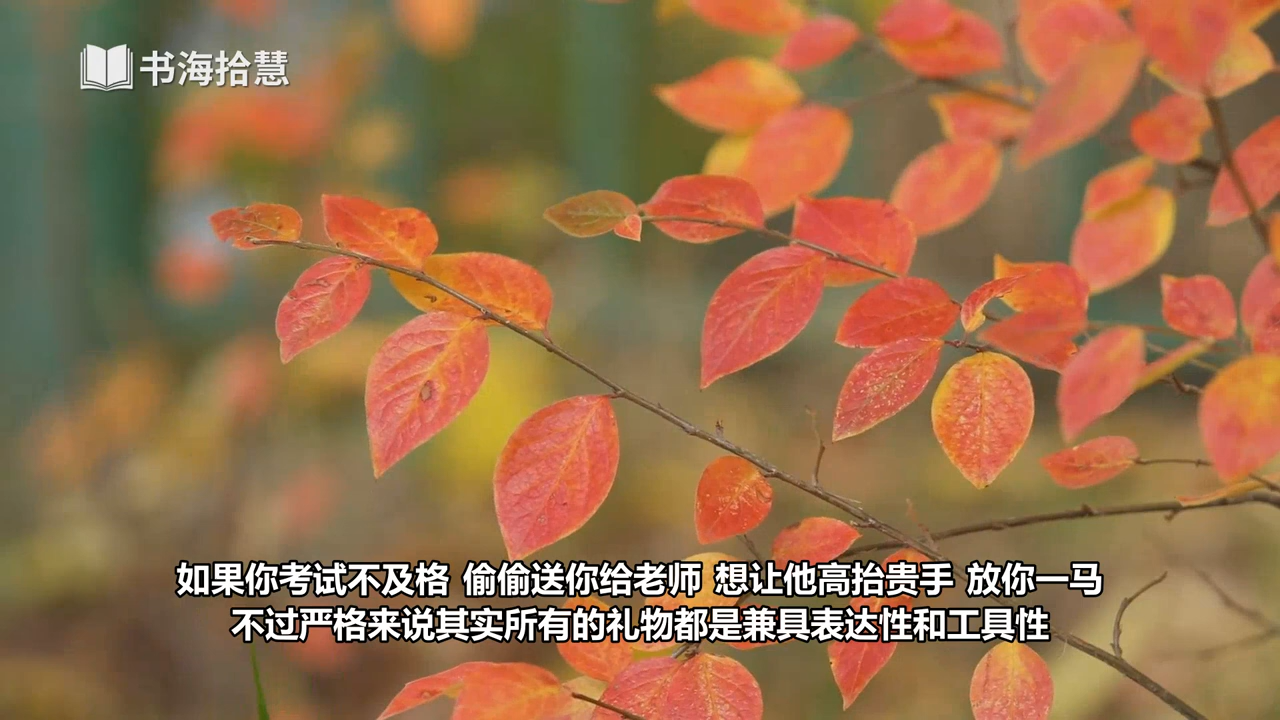 书海拾慧
如果你考试不及格 偷偷送你给老师 想让他高抬贵手 放你一马
不过严格来说其实所有的礼物都是兼具表达性和工具性